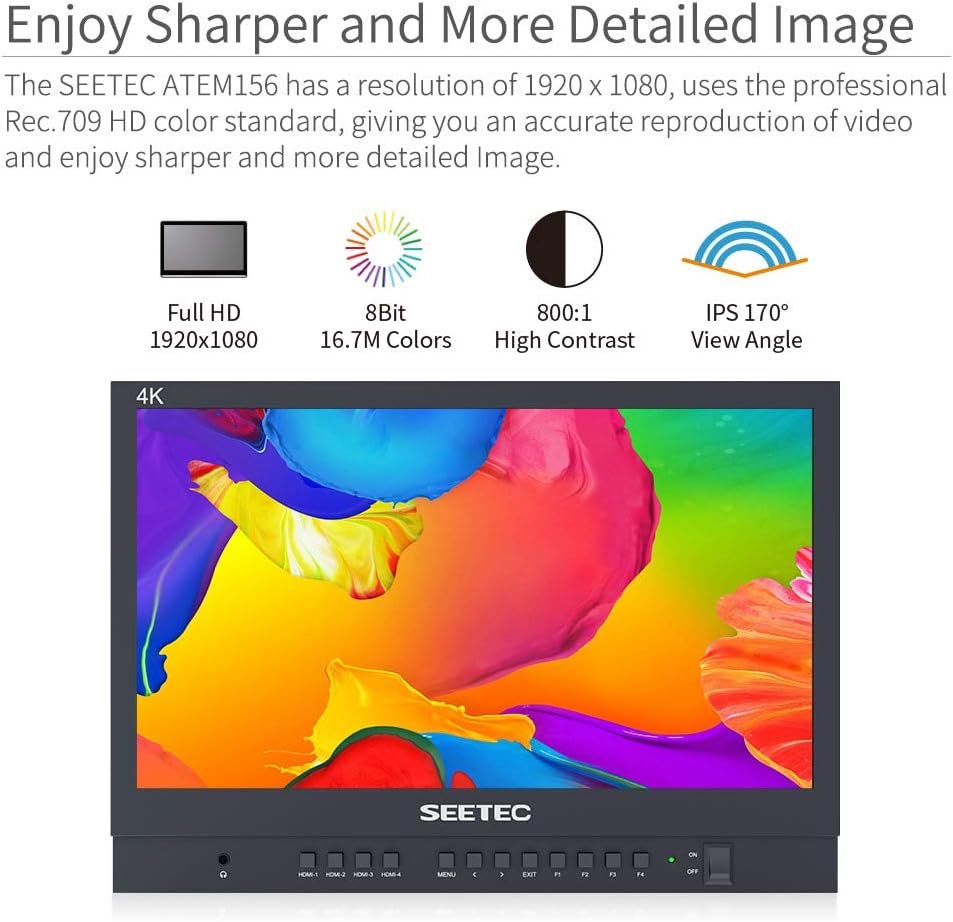 Enjoy Sharper and More Detailed Image
The SEETEC ATEM156 has a resolution of 1920 x 1080, uses the professional
Rec.709 HD color standard, giving you an accurate reproduction of video
and enjoy sharper and more detailed Image.
Full HD
1920x1080
8Bit
16.7M Colors
800:1
High Contrast
IPS 170°
View Angle
4K
SEETEC
HDMI-1 HDMI-2 HDMI-3 HDMI-4 MENU < > EXIT F1 F2 F3 F4
ON
OFF